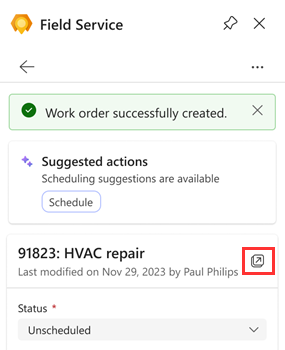 Field Service
Work order successfully created.
Suggested actions
Scheduling suggestions are available
Schedule
91823: HVAC repair
Last modified on Nov 29, 2023 by Paul Philips
Status *
Unscheduled